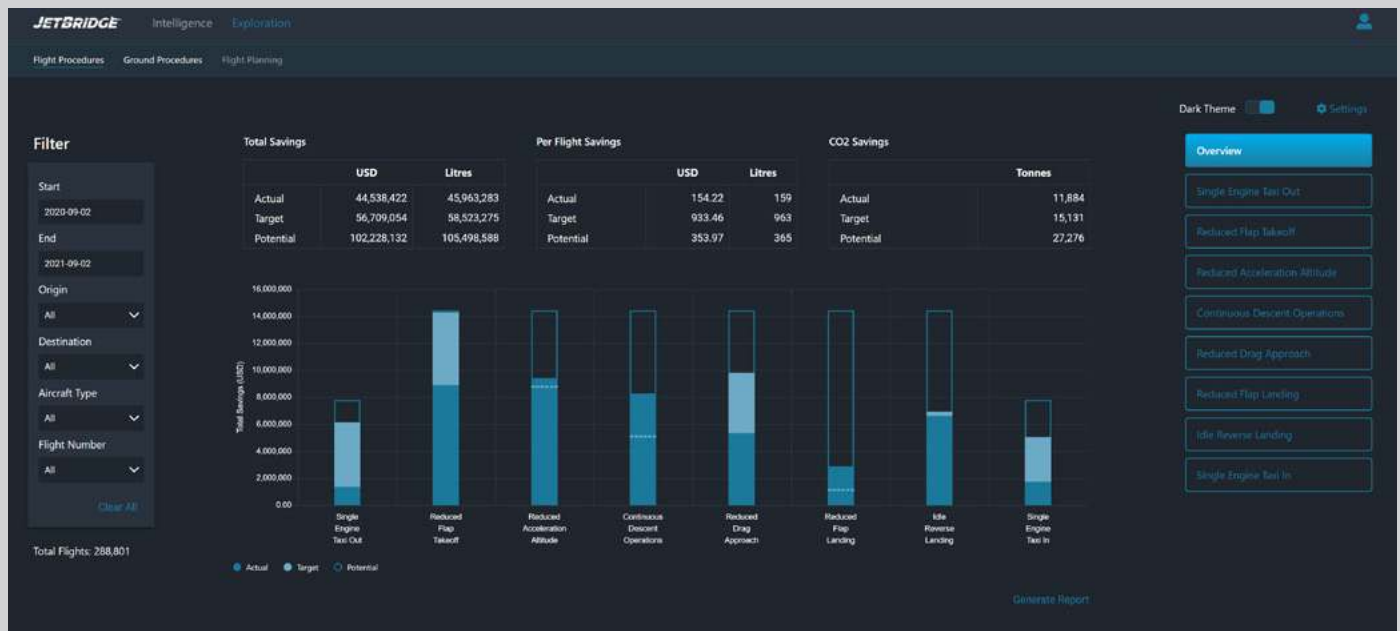 JETBRIDGE Intelligence Exploration
Flight Procedures Ground Procedures Flight Planning
Dark Theme Settings
Filter
Start
2020-09-02
End
2021-09-02
Origin
All
Destination
All
Aircraft Type
All
Flight Number
All
Clear All
Total Flights: 288,801
Total Savings
USD Litres
Actual 44,538,422 45,963,283
Target 56,709,054 58,523,275
Potential 102,228,132 105,498,588
Per Flight Savings
USD Litres
Actual 154.22 159
Target 933.46 963
Potential 353.97 365
CO2 Savings
Tonnes
Actual 11,884
Target 15,131
Potential 27,276
Total Savings (USD)
16,000,000
14,000,000
12,000,000
10,000,000
8,000,000
6,000,000
4,000,000
2,000,000
0.00
Single
Engine
Taxi Out
Reduced
Flap
Takeoff
Reduced
Acceleration
Altitude
Continuous
Descent
Operations
Reduced
Drag
Approach
Reduced
Flap
Landing
Idle
Reverse
Landing
Single
Engine
Taxi In
Actual Target Potential
Generate Report
Overview
Single Engine Taxi Out
Reduced Flap Takeoff
Reduced Acceleration Altitude
Continuous Descent Operations
Reduced Drag Approach
Reduced Flap Landing
Idle Reverse Landing
Single Engine Taxi In